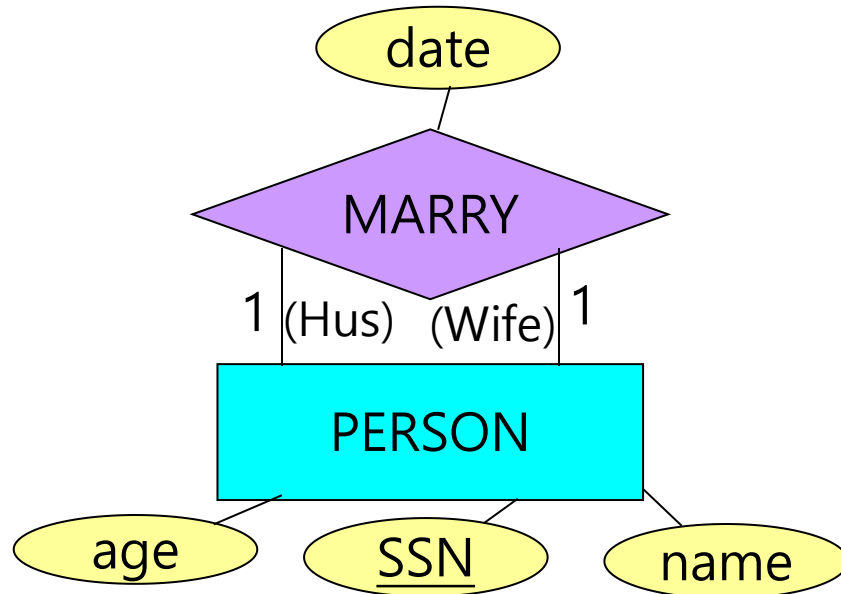 date
MARRY
1 (Hus) (Wife) 1
PERSON
age SSN name